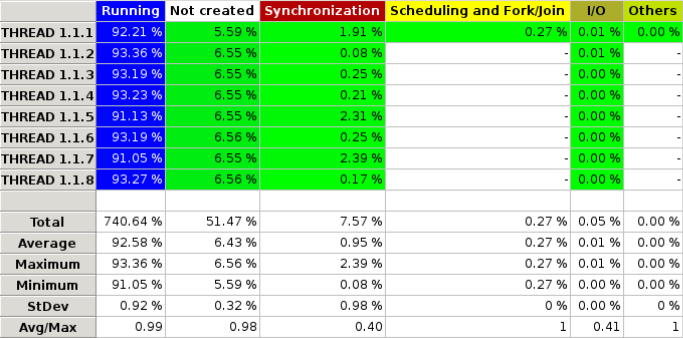 Running Not created Synchronization Scheduling and Fork/Join I/O Others
THREAD 1.1.1 92.21 % 5.59 % 1.91 % 0.27 % 0.01 % 0.00 %
THREAD 1.1.2 93.36 % 6.55 % 0.08 % - 0.01 % -
THREAD 1.1.3 93.19 % 6.55 % 0.25 % - 0.00 % -
THREAD 1.1.4 93.23 % 6.55 % 0.21 % - 0.00 % -
THREAD 1.1.5 91.13 % 6.55 % 2.31 % - 0.00 % -
THREAD 1.1.6 93.19 % 6.56 % 0.25 % - 0.00 % -
THREAD 1.1.7 91.05 % 6.55 % 2.39 % - 0.00 % -
THREAD 1.1.8 93.27 % 6.56 % 0.17 % - 0.00 % -
Total 740.64 % 51.47 % 7.57 % 0.27 % 0.05 % 0.00 %
Average 92.58 % 6.43 % 0.95 % 0.27 % 0.01 % 0.00 %
Maximum 93.36 % 6.56 % 2.39 % 0.27 % 0.01 % 0.00 %
Minimum 91.05 % 5.59 % 0.08 % 0.27 % 0.00 % 0.00 %
StDev 0.92 % 0.32 % 0.98 % 0 % 0.00 % 0 %
Avg/Max 0.99 0.98 0.40 1 0.41 1